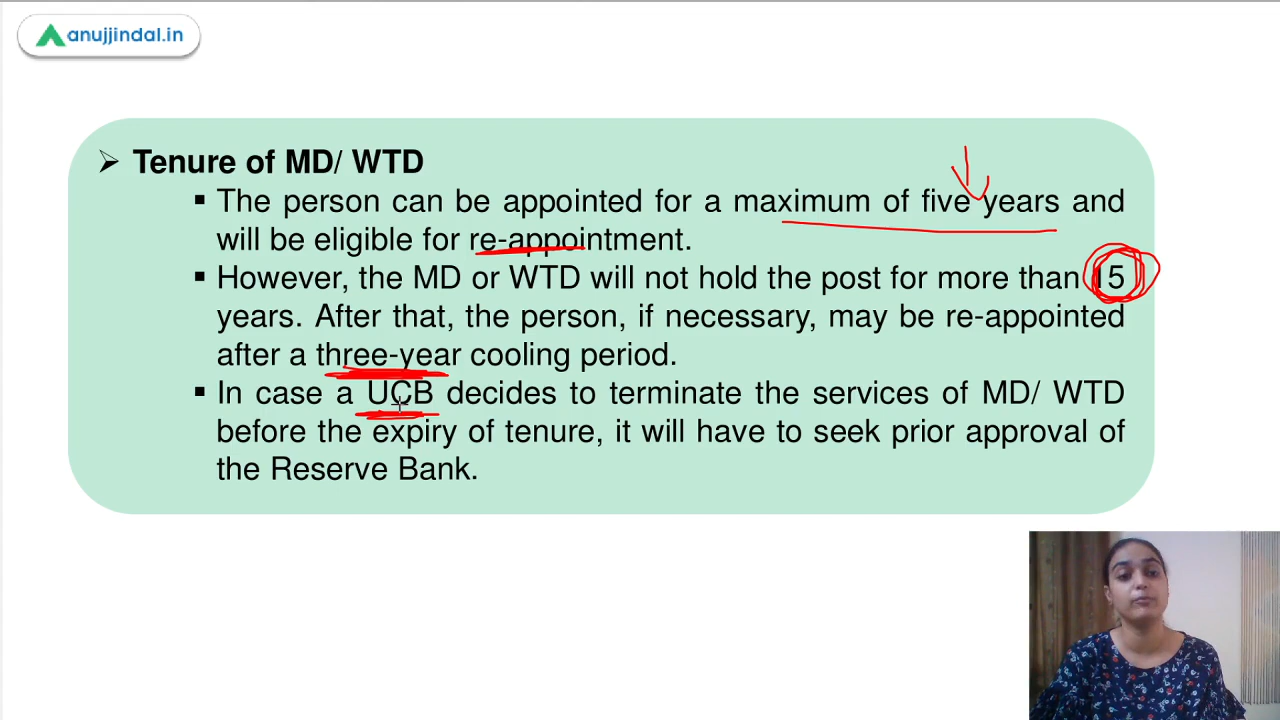 anujjindal.in
➢ Tenure of MD/ WTD
▪ The person can be appointed for a maximum of five years and
will be eligible for re-appointment.
▪ However, the MD or WTD will not hold the post for more than 15
years. After that, the person, if necessary, may be re-appointed
after a three-year cooling period.
▪ In case a UCB decides to terminate the services of MD/ WTD
before the expiry of tenure, it will have to seek prior approval of
the Reserve Bank.